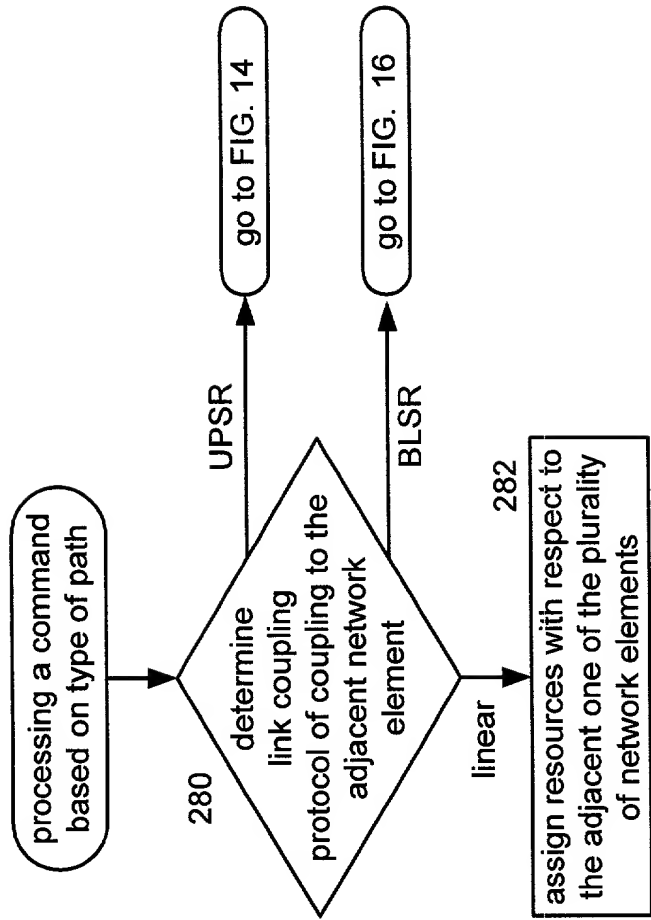 processing a command
based on type of path
280
determine
link coupling
protocol of coupling to the
adjacent network
element
UPSR
go to FIG. 14
BLSR
go to FIG. 16
linear
282
assign resources with respect to
the adjacent one of the plurality
of network elements